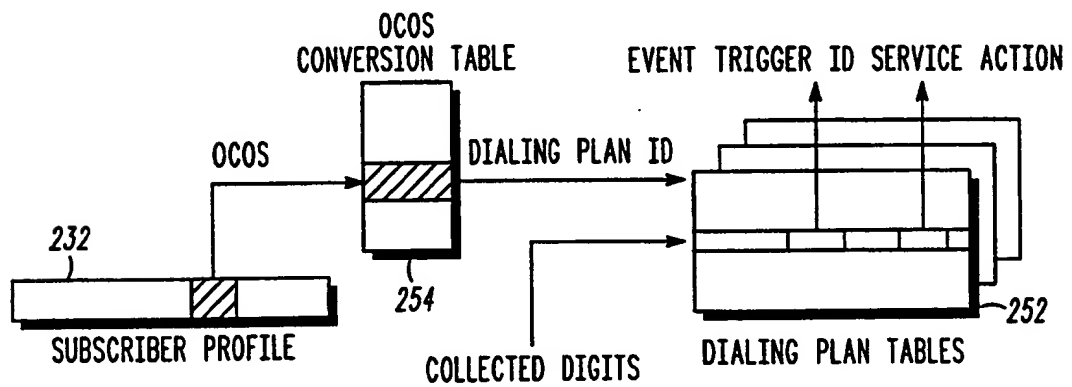 OCOS
CONVERSION TABLE
EVENT TRIGGER ID SERVICE ACTION
OCOS
DIALING PLAN ID
232
254
252
SUBSCRIBER PROFILE
COLLECTED DIGITS
DIALING PLAN TABLES